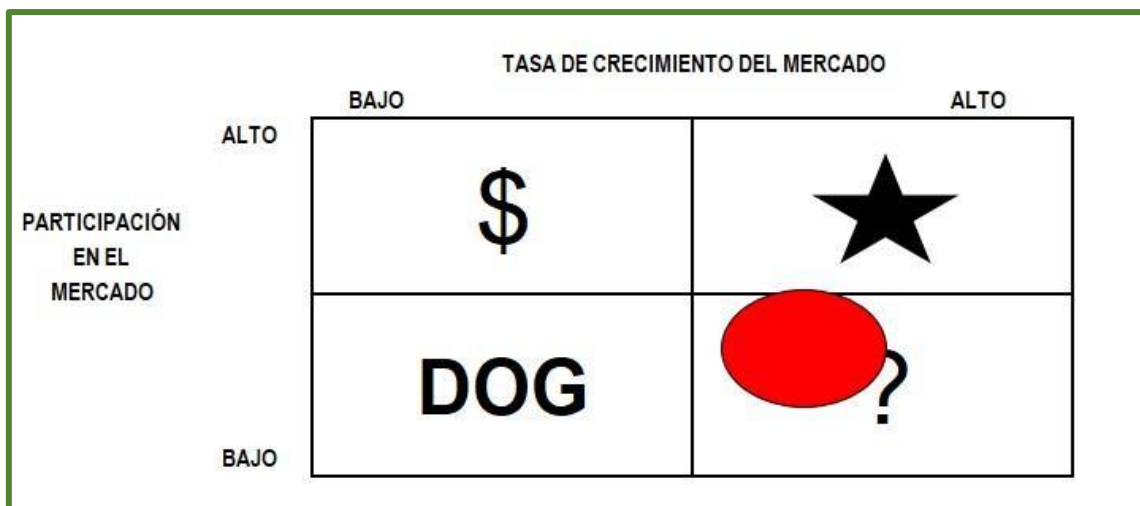 TASA DE CRECIMIENTO DEL MERCADO
BAJO ALTO
ALTO
$
PARTICIPACIÓN
EN EL
MERCADO
DOG ?
BAJO